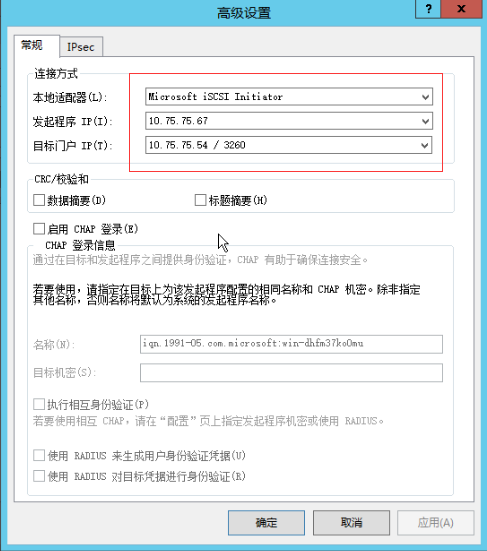 高级设置
?
x
常规
IPsec
连接方式
本地适配器(L):
Microsoft iSCSI Initiator
发起程序 IP(I):
10.75.75.67
目标门户 IP(T):
10.75.75.54 / 3260
CRC/校验和
数据摘要(D)
标题摘要(H)
启用 CHAP 登录(E)
CHAP 登录信息
通过在目标和发起程序之间提供身份验证，CHAP 有助于确保连接安全。
若要使用，请指定在目标上为该发起程序配置的相同名称和 CHAP 机密。除非指定
其他名称，否则名称将默认为系统的发起程序名称。
名称(N):
iqn.1991-05.com.microsoft:win-dhfm37ko0mu
目标机密(S):
执行相互身份验证(P)
若要使用相互 CHAP，请在“配置”页上指定发起程序机密或使用 RADIUS。
使用 RADIUS 来生成用户身份验证凭据(U)
使用 RADIUS 对目标凭据进行身份验证(R)
确定
取消
应用(A)